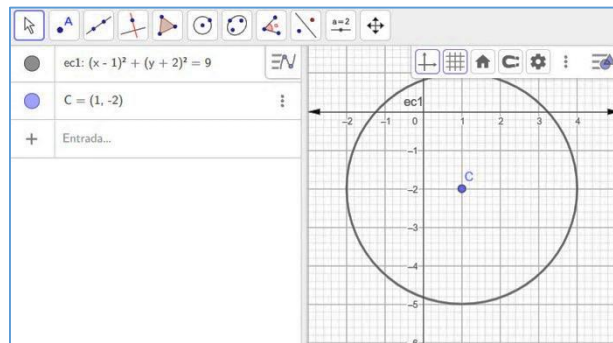 A
a=2
ec1: (x - 1)² + (y + 2)² = 9
C = (1, -2)
Entrada...
ec1
-2 -1 0 1 2 3 4
-1
C
-2
-3
-4
-5
-6